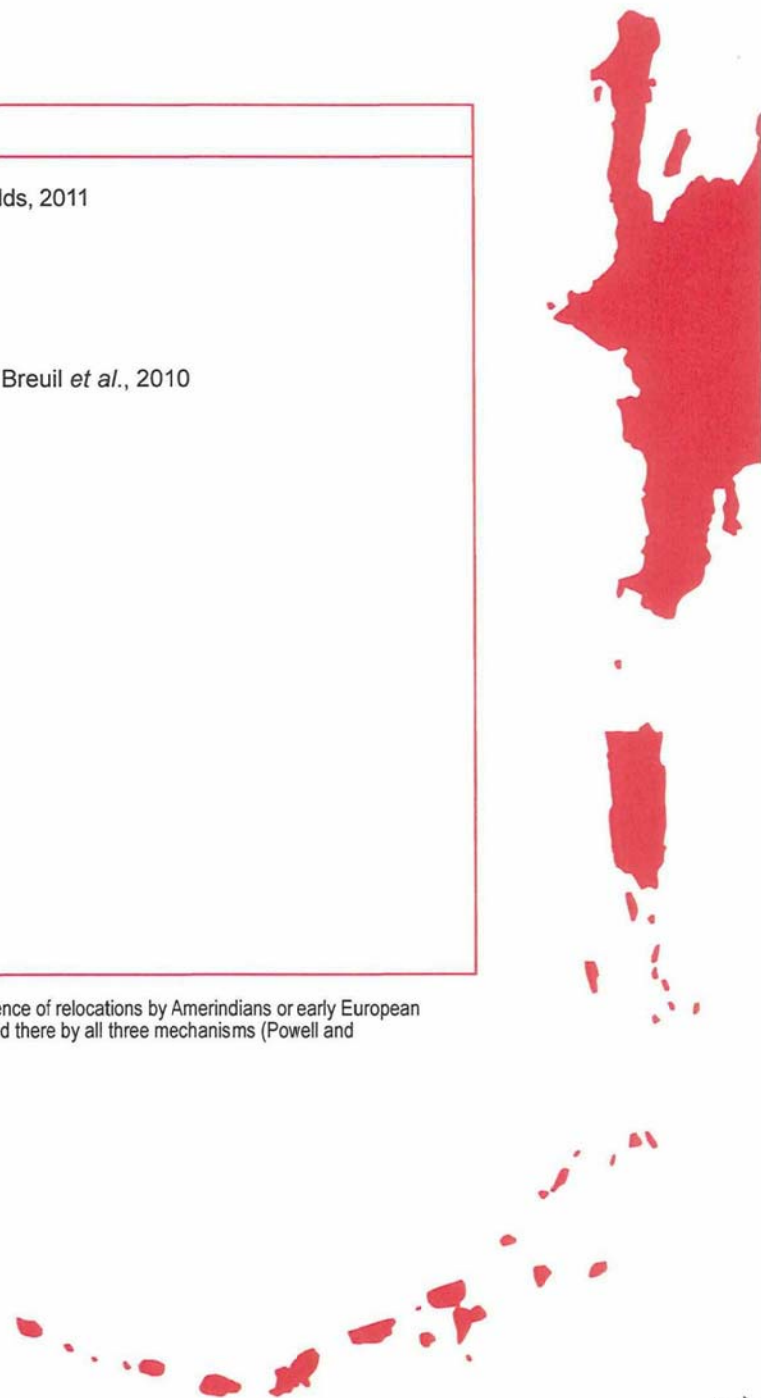 lds, 2011
Breuil et al., 2010
ence of relocations by Amerindians or early European
d there by all three mechanisms (Powell and